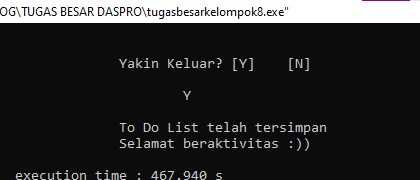 OG\TUGAS BESAR DASPRO\tugasbesarkelompok8.exe"
Yakin Keluar? [Y] [N]
Y
To Do List telah tersimpan
Selamat beraktivitas :))
execution time : 467.940 s